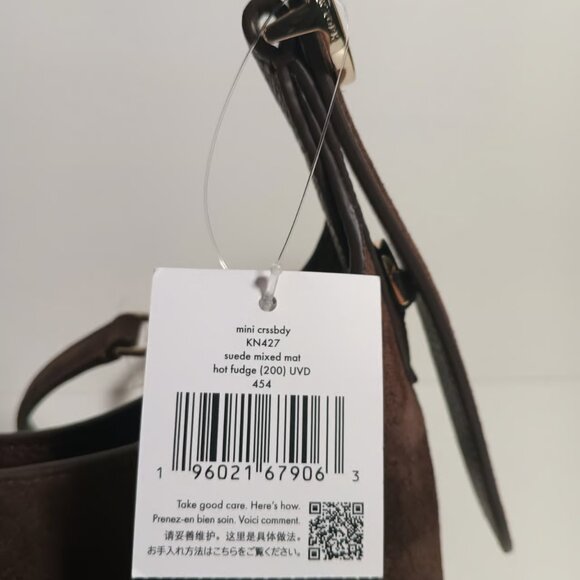 mini crssbdy
KN427
suede mixed mat
hot fudge (200) UVD
454
1 96021 67906 3
Take good care. Here's how.
Prenez-en bien soin. Voici comment.
请妥善维护。这里是具体做法。
お手入れ方法はこちらをご覧ください。